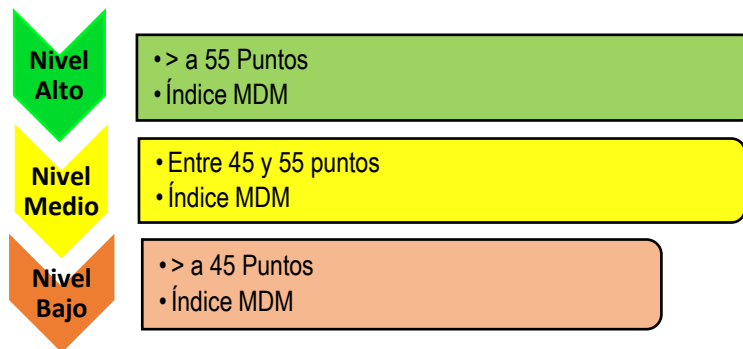 Nivel
Alto
• > a 55 Puntos
• Índice MDM
Nivel
Medio
• Entre 45 y 55 puntos
• Índice MDM
Nivel
Bajo
• > a 45 Puntos
• Índice MDM